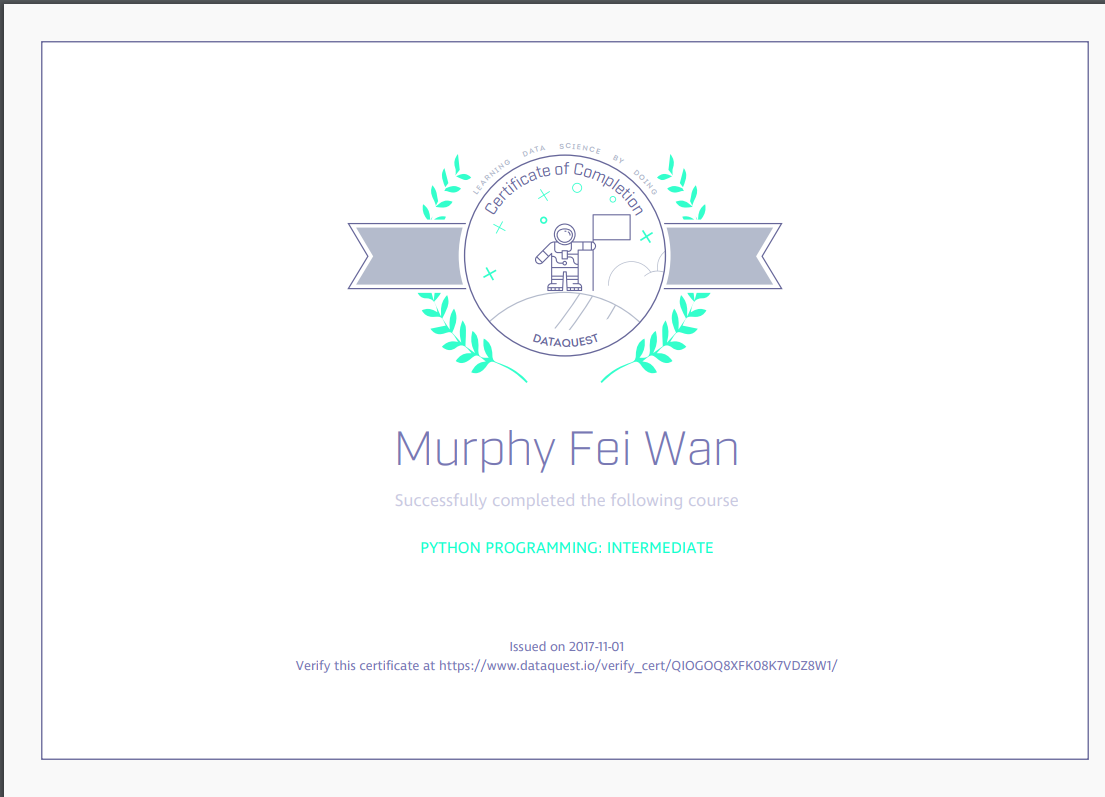 LEARNING DATA SCIENCE BY DOING
Certificate of Completion
DATAQUEST
Murphy Fei Wan
Successfully completed the following course
PYTHON PROGRAMMING: INTERMEDIATE
Issued on 2017-11-01
Verify this certificate at https://www.dataquest.io/verify_cert/QIOGOQ8XFK08K7VDZ8W1/